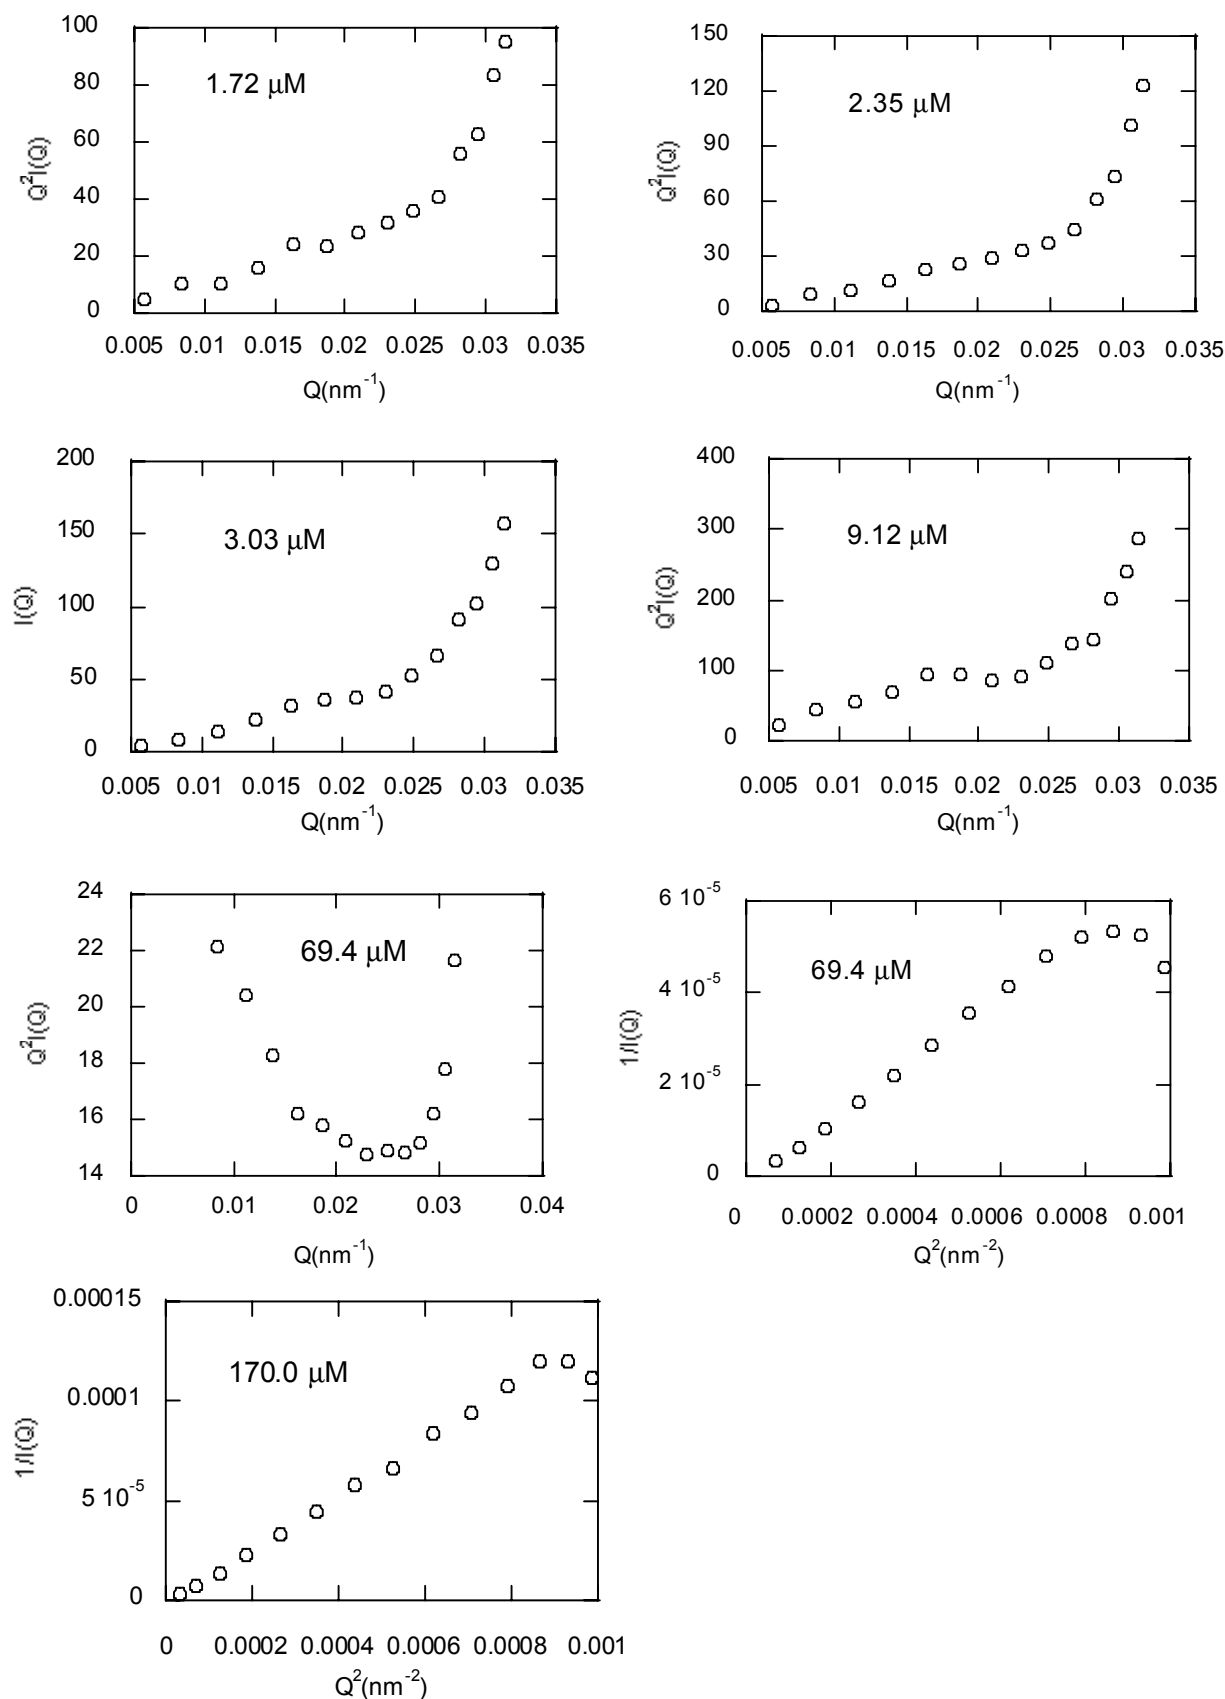 100
80
60
40
20
0
Q²I(Q)
1.72 μM
0.005 0.01 0.015 0.02 0.025 0.03 0.035
Q(nm⁻¹)
150
120
90
60
30
0
Q²I(Q)
2.35 μM
0.005 0.01 0.015 0.02 0.025 0.03 0.035
Q(nm⁻¹)
200
150
100
50
0
I(Q)
3.03 μM
0.005 0.01 0.015 0.02 0.025 0.03 0.035
Q(nm⁻¹)
400
300
200
100
0
Q²I(Q)
9.12 μM
0.005 0.01 0.015 0.02 0.025 0.03 0.035
Q(nm⁻¹)
24
22
20
18
16
14
Q²I(Q)
69.4 μM
0 0.01 0.02 0.03 0.04
Q(nm⁻¹)
6 10⁻⁵
4 10⁻⁵
2 10⁻⁵
0
1/I(Q)
69.4 μM
0 0.0002 0.0004 0.0006 0.0008 0.001
Q²(nm⁻²)
0.00015
0.0001
5 10⁻⁵
0
1/I(Q)
170.0 μM
0 0.0002 0.0004 0.0006 0.0008 0.001
Q²(nm⁻²)